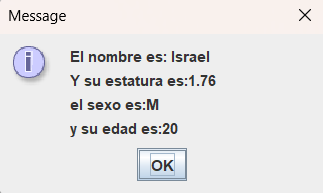 Message
El nombre es: Israel
Y su estatura es:1.76
el sexo es:M
y su edad es:20
OK